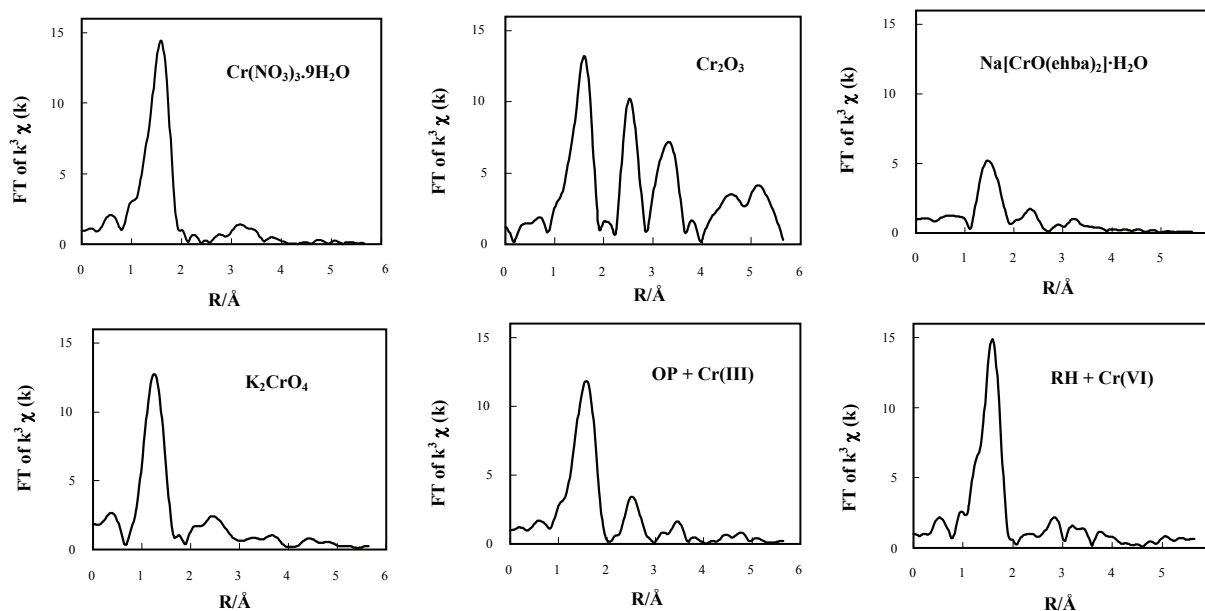 FT of k³ χ (k)
15
10
5
0
Cr(NO₃)₃.9H₂O
0 1 2 3 4 5 6
R/Å
FT of k³ χ (k)
15
10
5
0
Cr₂O₃
0 1 2 3 4 5 6
R/Å
FT of k³ χ (k)
15
10
5
0
Na[CrO(ehba)₂]·H₂O
0 1 2 3 4 5
R/Å
FT of k³ χ (k)
15
10
5
0
K₂CrO₄
0 1 2 3 4 5 6
R/Å
FT of k³ χ (k)
15
10
5
0
OP + Cr(III)
0 1 2 3 4 5 6
R/Å
FT of k³ χ (k)
15
10
5
0
RH + Cr(VI)
0 1 2 3 4 5
R/Å